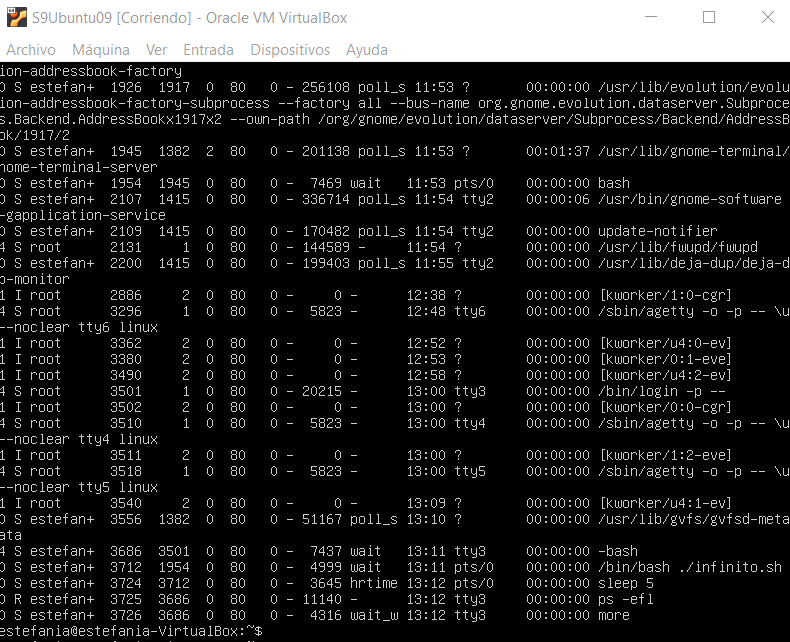 S9Ubuntu09 [Corriendo] - Oracle VM VirtualBox
Archivo Máquina Ver Entrada Dispositivos Ayuda
ion-addressbook-factory
0 S estefan+ 1926 1917 0 80 0 - 256108 poll_s 11:53 ? 00:00:00 /usr/lib/evolution/evolu
ion-addressbook-factory-subprocess --factory all --bus-name org.gnome.evolution.dataserver.Subproce
s.Backend.AddressBookx1917x2 --own-path /org/gnome/evolution/dataserver/Subprocess/Backend/AddressB
ok/1917/2
0 S estefan+ 1945 1382 2 80 0 - 201138 poll_s 11:53 ? 00:01:37 /usr/lib/gnome-terminal/
nome-terminal-server
0 S estefan+ 1954 1945 0 80 0 - 7469 wait 11:53 pts/0 00:00:00 bash
0 S estefan+ 2107 1415 0 80 0 - 336714 poll_s 11:54 tty2 00:00:06 /usr/bin/gnome-software
-gapplication-service
0 S estefan+ 2109 1415 0 80 0 - 170482 poll_s 11:54 tty2 00:00:00 update-notifier
4 S root 2131 1 0 80 0 - 144589 - 11:54 ? 00:00:00 /usr/lib/fwupd/fwupd
0 S estefan+ 2200 1415 0 80 0 - 199403 poll_s 11:55 tty2 00:00:00 /usr/lib/deja-dup/deja-d
p-monitor
1 I root 2886 2 0 80 0 - 0 - 12:38 ? 00:00:00 [kworker/1:0-cgr]
4 S root 3296 1 0 80 0 - 5823 - 12:48 tty6 00:00:00 /sbin/agetty -o -p -- \u
--noclear tty6 linux
1 I root 3362 2 0 80 0 - 0 - 12:52 ? 00:00:00 [kworker/u4:0-ev]
1 I root 3380 2 0 80 0 - 0 - 12:53 ? 00:00:00 [kworker/0:1-eve]
1 I root 3490 2 0 80 0 - 0 - 12:58 ? 00:00:00 [kworker/u4:2-ev]
4 S root 3501 1 0 80 0 - 20215 - 13:00 tty3 00:00:00 /bin/login -p --
1 I root 3502 2 0 80 0 - 0 - 13:00 ? 00:00:00 [kworker/0:0-cgr]
4 S root 3510 1 0 80 0 - 5823 - 13:00 tty4 00:00:00 /sbin/agetty -o -p -- \u
--noclear tty4 linux
1 I root 3511 2 0 80 0 - 0 - 13:00 ? 00:00:00 [kworker/1:2-eve]
4 S root 3518 1 0 80 0 - 5823 - 13:00 tty5 00:00:00 /sbin/agetty -o -p -- \u
--noclear tty5 linux
1 I root 3540 2 0 80 0 - 0 - 13:09 ? 00:00:00 [kworker/u4:1-ev]
0 S estefan+ 3556 1382 0 80 0 - 51167 poll_s 13:10 ? 00:00:00 /usr/lib/gvfs/gvfsd-meta
ata
4 S estefan+ 3686 3501 0 80 0 - 7437 wait 13:11 tty3 00:00:00 -bash
0 S estefan+ 3712 1954 0 80 0 - 4999 wait 13:11 pts/0 00:00:00 /bin/bash ./infinito.sh
0 S estefan+ 3724 3712 0 80 0 - 3645 hrtime 13:12 pts/0 00:00:00 sleep 5
0 R estefan+ 3725 3686 0 80 0 - 11140 - 13:12 tty3 00:00:00 ps -efl
0 S estefan+ 3726 3686 0 80 0 - 4316 wait_w 13:12 tty3 00:00:00 more
estefania@estefania-VirtualBox:~$